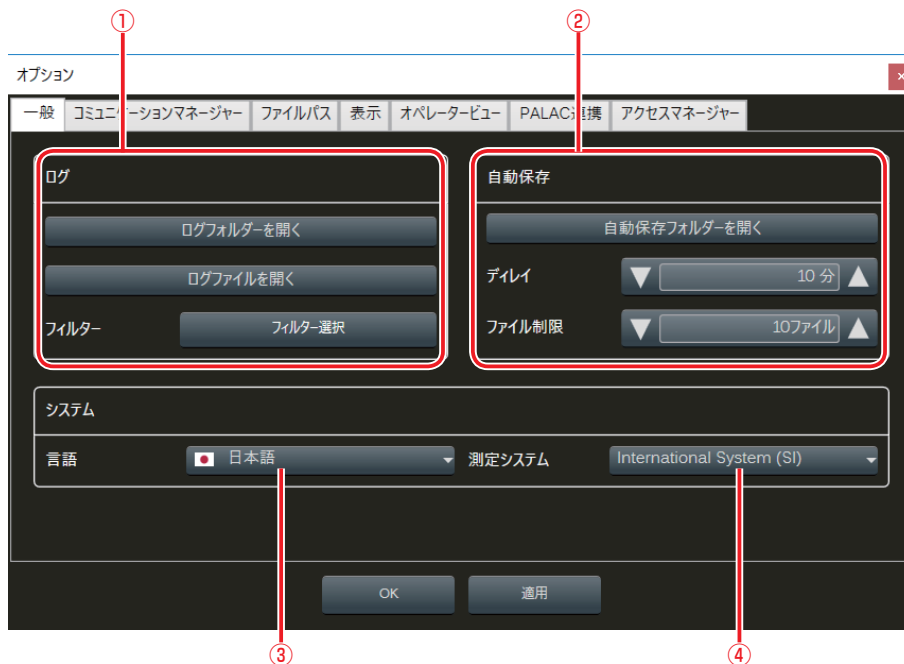 ① ②
オプション
一般 コミュニケーションマネージャー ファイルパス 表示 オペレータービュー PALAC連携 アクセスマネージャー
ログ
ログフォルダーを開く
ログファイルを開く
フィルター フィルター選択
自動保存
自動保存フォルダーを開く
ディレイ 10 分
ファイル制限 10ファイル
システム
言語 日本語 測定システム International System (SI)
OK 適用
③ ④